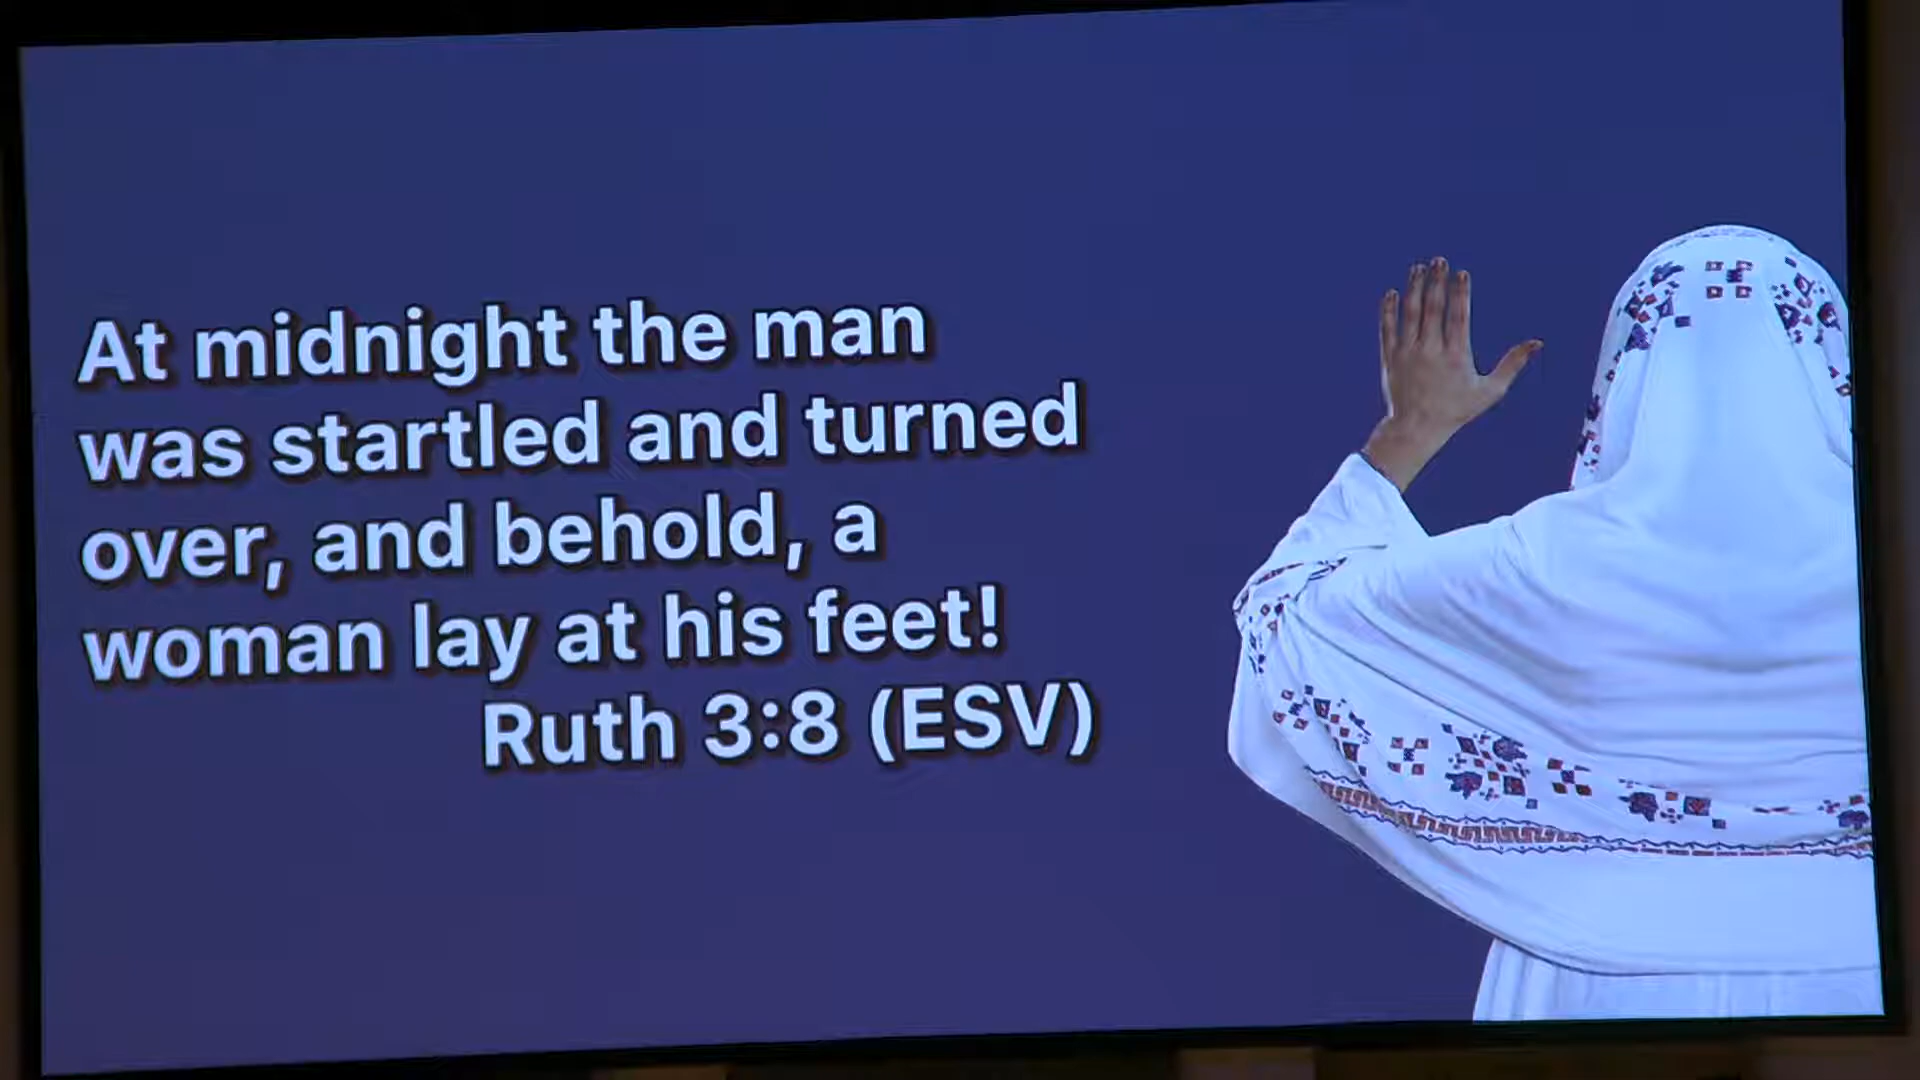 At midnight the man
was startled and turned
over, and behold, a
woman lay at his feet!
Ruth 3:8 (ESV)